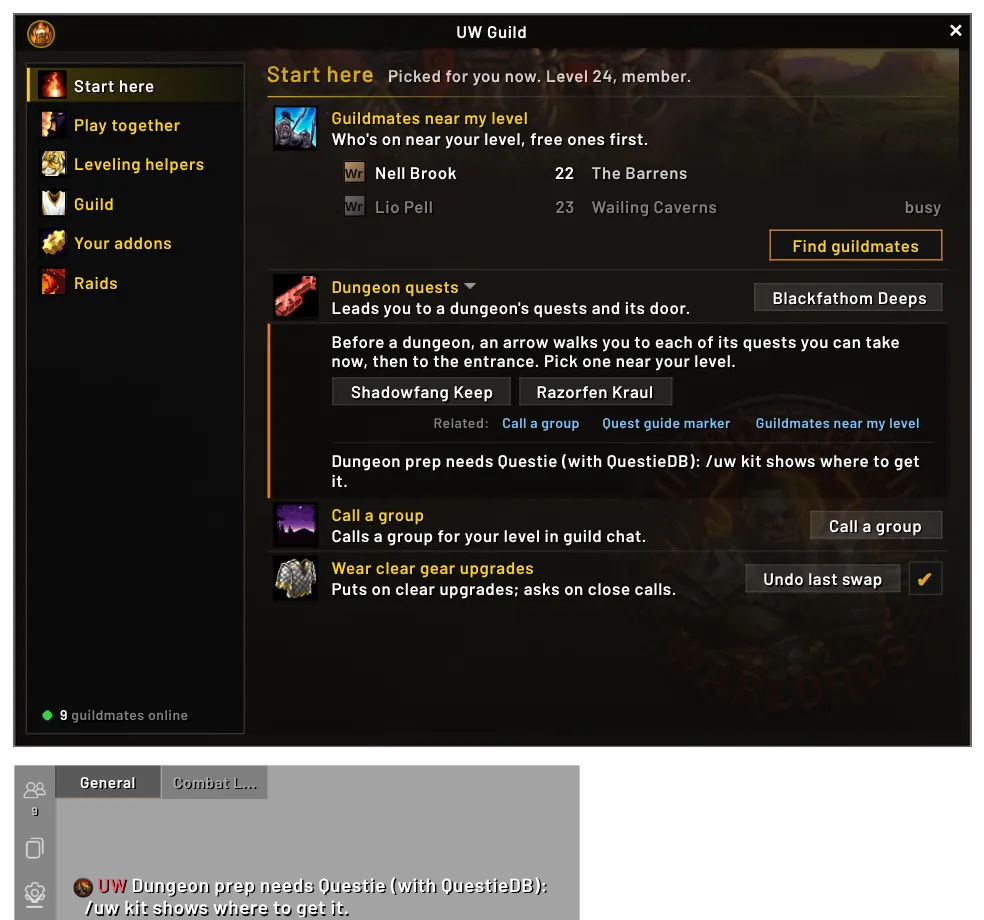 UW Guild
Start here
Play together
Leveling helpers
Guild
Your addons
Raids
9 guildmates online
Start here Picked for you now. Level 24, member.
Guildmates near my level
Who's on near your level, free ones first.
Wr Nell Brook 22 The Barrens
Wr Lio Pell 23 Wailing Caverns busy
Find guildmates
Dungeon quests
Leads you to a dungeon's quests and its door.
Blackfathom Deeps
Before a dungeon, an arrow walks you to each of its quests you can take
now, then to the entrance. Pick one near your level.
Shadowfang Keep Razorfen Kraul
Related: Call a group Quest guide marker Guildmates near my level
Dungeon prep needs Questie (with QuestieDB): /uw kit shows where to get
it.
Call a group
Calls a group for your level in guild chat.
Call a group
Wear clear gear upgrades
Puts on clear upgrades; asks on close calls.
Undo last swap
WARLORDS
General Combat L...
9
UW Dungeon prep needs Questie (with QuestieDB):
/uw kit shows where to get it.